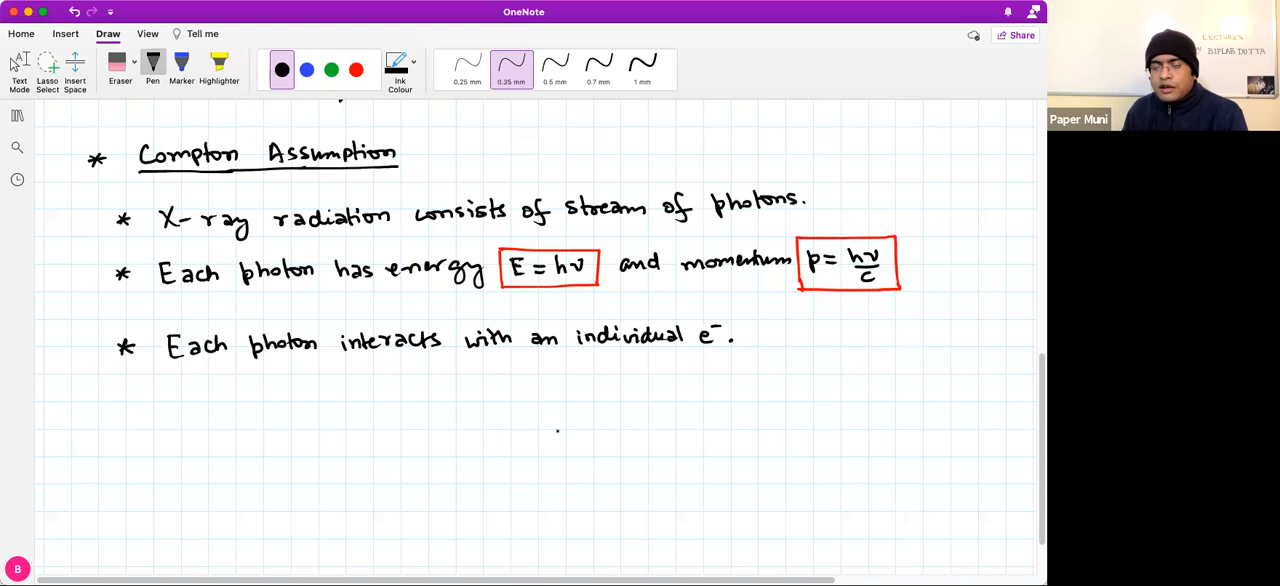 OneNote
Home Insert Draw View Tell me
Share
Text Mode
Lasso Select
Insert Space
Eraser
Pen
Marker
Highlighter
Ink Colour
0.25 mm
0.35 mm
0.5 mm
0.7 mm
1 mm
LECTURE
BIPLAB DUTTA
Paper Muni
* Compton Assumption
* X-ray radiation consists of stream of photons.
* Each photon has energy E = hν and momentum p = hν/c
* Each photon interacts with an individual e⁻.
B